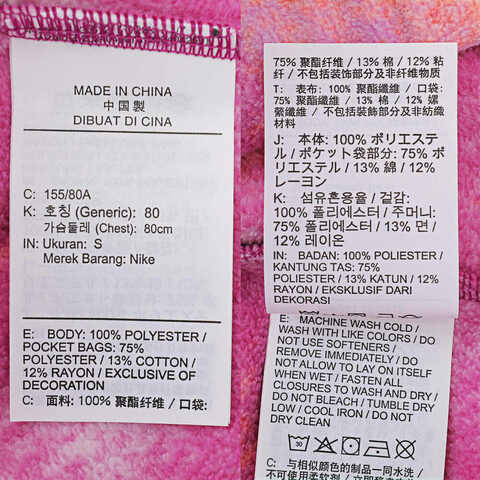 MADE IN CHINA
中国製
DIBUAT DI CINA
C: 155/80A
K: 호칭 (Generic): 80
가슴둘레 (Chest): 80cm
IN: Ukuran: S
Merek Barang: Nike
E: BODY: 100% POLYESTER /
POCKET BAGS: 75%
POLYESTER / 13% COTTON /
12% RAYON / EXCLUSIVE OF
DECORATION
C: 面料: 100% 聚酯纤维 / 口袋:
75% 聚酯纤维 / 13% 棉 / 12% 粘
纤 / 不包括装饰部分及非纤维物质
T: 表布: 100% 聚酯纖維 / 口袋:
75% 聚酯纖維 / 13% 棉 / 12% 嫘
縈纖維 / 不包括裝飾部分及非紡織
材料
J: 本体: 100% ポリエステル
/ ポケット袋部分: 75% ポ
リエステル / 13% 綿 / 12%
レーヨン
K: 섬유혼용율 / 겉감:
100% 폴리에스터 / 주머니:
75% 폴리에스터 / 13% 면 /
12% 레이온
IN: BADAN: 100% POLIESTER /
KANTUNG TAS: 75%
POLIESTER / 13% KATUN / 12%
RAYON / EKSKLUSIF DARI
DEKORASI
E: MACHINE WASH COLD /
WASH WITH LIKE COLORS / DO
NOT USE SOFTENERS /
REMOVE IMMEDIATELY / DO
NOT ALLOW TO LAY ON ITSELF
WHEN WET / FASTEN ALL
CLOSURES TO WASH AND DRY /
DO NOT BLEACH / TUMBLE DRY
LOW / COOL IRON / DO NOT
DRY CLEAN
C: 与相似颜色的制品一同水洗 /
不可使用柔软剂 / 立即整